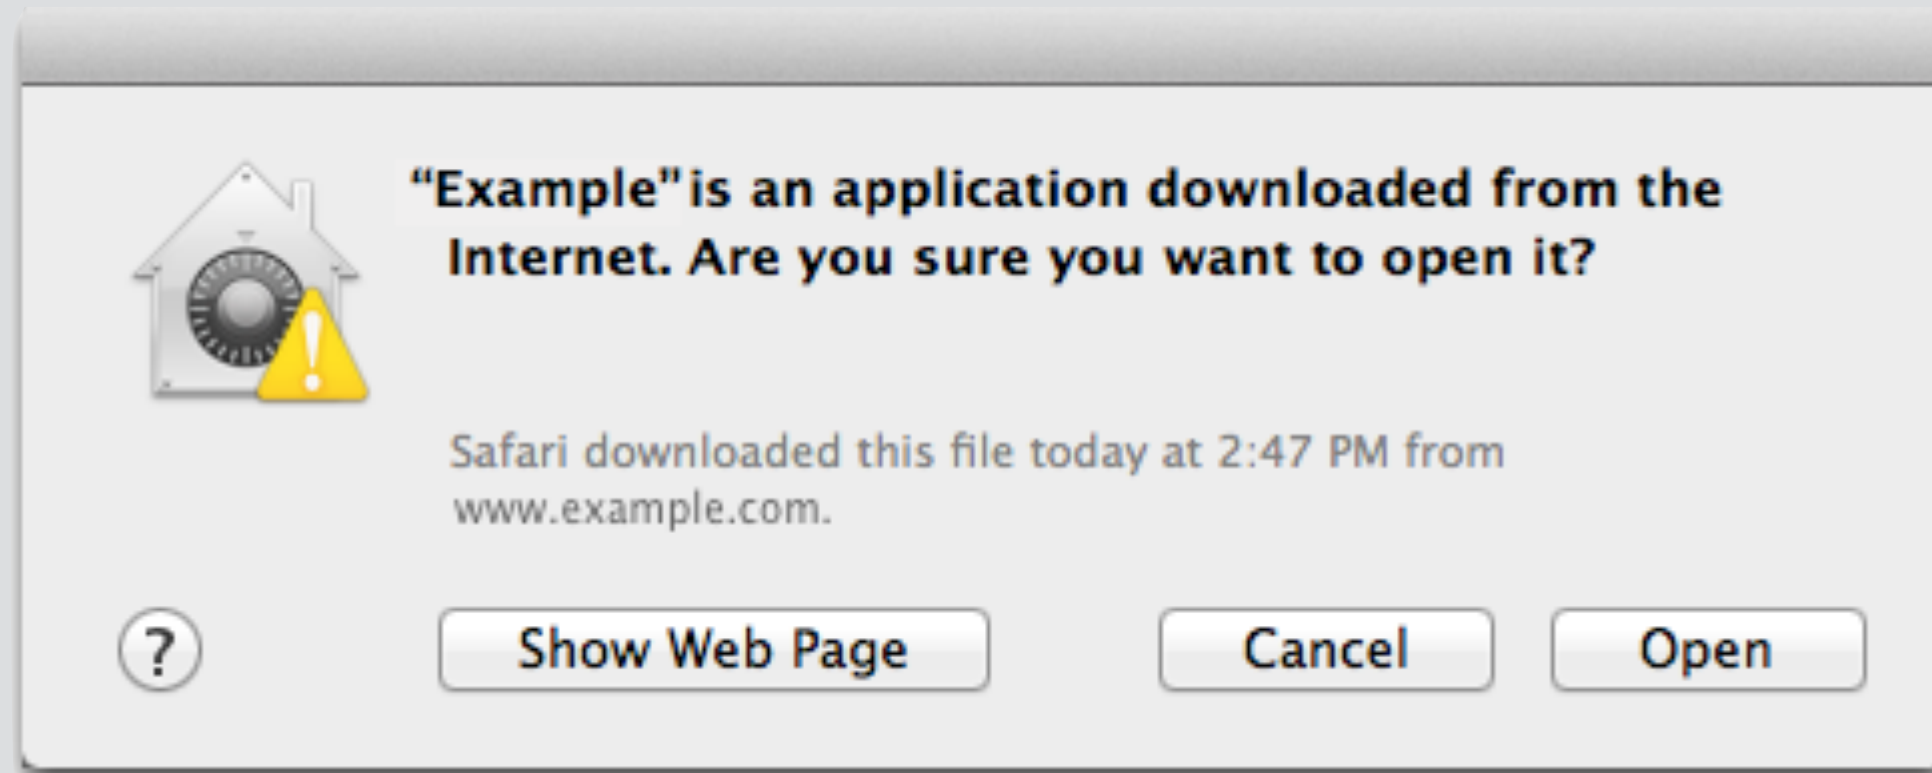 “Example” is an application downloaded from the
Internet. Are you sure you want to open it?
Safari downloaded this file today at 2:47 PM from
www.example.com.
?
Show Web Page
Cancel
Open